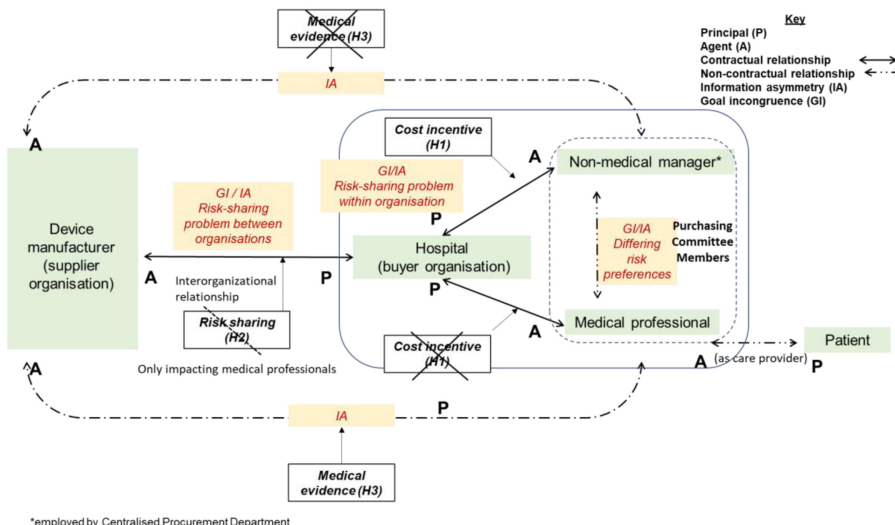 Medical
evidence (H3)
Key
Principal (P)
Agent (A)
Contractual relationship
Non-contractual relationship
Information asymmetry (IA)
Goal incongruence (GI)
IA
Cost incentive
(H1)
A
A
Non-medical manager*
GI/IA
Risk-sharing problem
within organisation
GI / IA
Risk-sharing
problem between
organisations
P
Device
manufacturer
(supplier
organisation)
Hospital
(buyer organisation)
GI/IA
Differing
risk
preferences
Purchasing
Committee
Members
A
P
P
Interorganizational
relationship
Risk sharing
(H2)
Only impacting medical professionals
Medical professional
A
Cost incentive
(H1)
Patient
A
(as care provider)
P
A
P
IA
Medical
evidence (H3)
*employed by Centralised Procurement Department